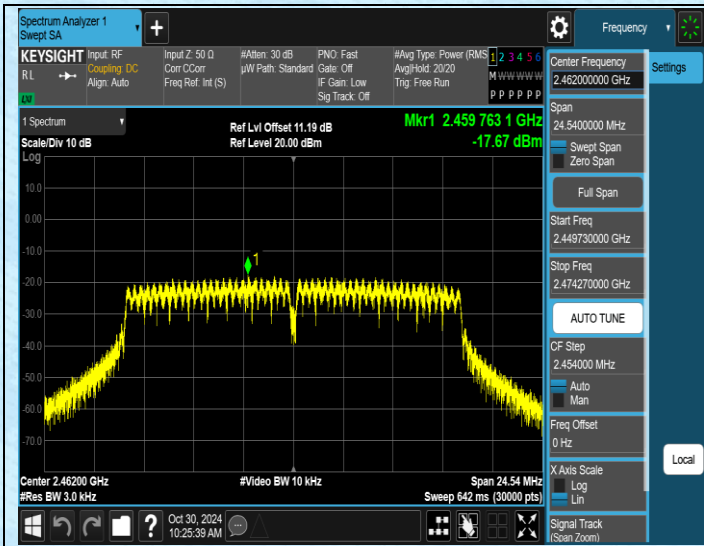 Spectrum Analyzer 1
Swept SA
+
Frequency
KEYSIGHT
RL
LXI
Input: RF
Coupling: DC
Align: Auto
Input Z: 50 Ω
Corr CCorr
Freq Ref: Int (S)
#Atten: 30 dB
µW Path: Standard
PNO: Fast
Gate: Off
IF Gain: Low
Sig Track: Off
#Avg Type: Power (RMS
Avg|Hold: 20/20
Trig: Free Run
1 2 3 4 5 6
M W W W W W
P P P P P P
1 Spectrum
Scale/Div 10 dB
Ref Lvl Offset 11.19 dB
Ref Level 20.00 dBm
Mkr1 2.459 763 1 GHz
-17.67 dBm
Log
10.0
0.00
-10.0
-20.0
-30.0
-40.0
-50.0
-60.0
-70.0
1
Center 2.46200 GHz
#Res BW 3.0 kHz
#Video BW 10 kHz
Span 24.54 MHz
Sweep 642 ms (30000 pts)
Oct 30, 2024
10:25:39 AM
?
Center Frequency
2.462000000 GHz
Span
24.5400000 MHz
Swept Span
Zero Span
Full Span
Start Freq
2.449730000 GHz
Stop Freq
2.474270000 GHz
AUTO TUNE
CF Step
2.454000 MHz
Auto
Man
Freq Offset
0 Hz
X Axis Scale
Log
Lin
Signal Track
(Span Zoom)
Settings
Local